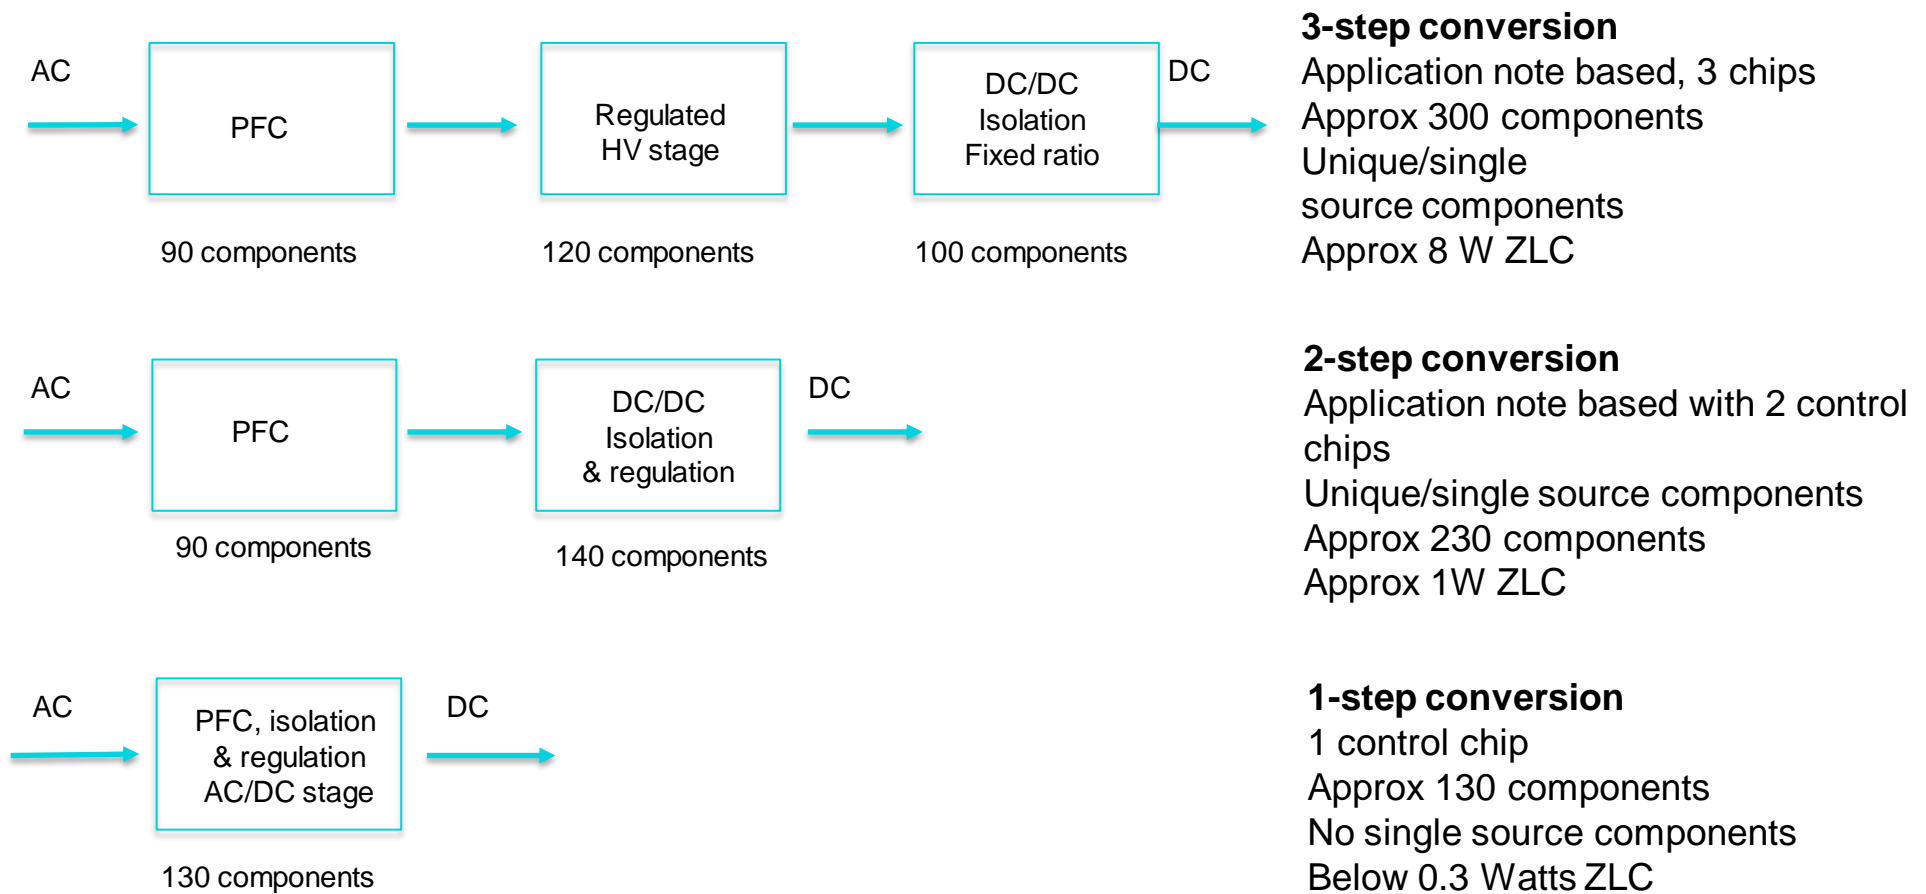 AC
PFC
Regulated
HV stage
DC/DC
Isolation
Fixed ratio
DC
90 components
120 components
100 components
3-step conversion
Application note based, 3 chips
Approx 300 components
Unique/single
source components
Approx 8 W ZLC
AC
PFC
DC/DC
Isolation
& regulation
DC
90 components
140 components
2-step conversion
Application note based with 2 control
chips
Unique/single source components
Approx 230 components
Approx 1W ZLC
AC
PFC, isolation
& regulation
AC/DC stage
DC
130 components
1-step conversion
1 control chip
Approx 130 components
No single source components
Below 0.3 Watts ZLC